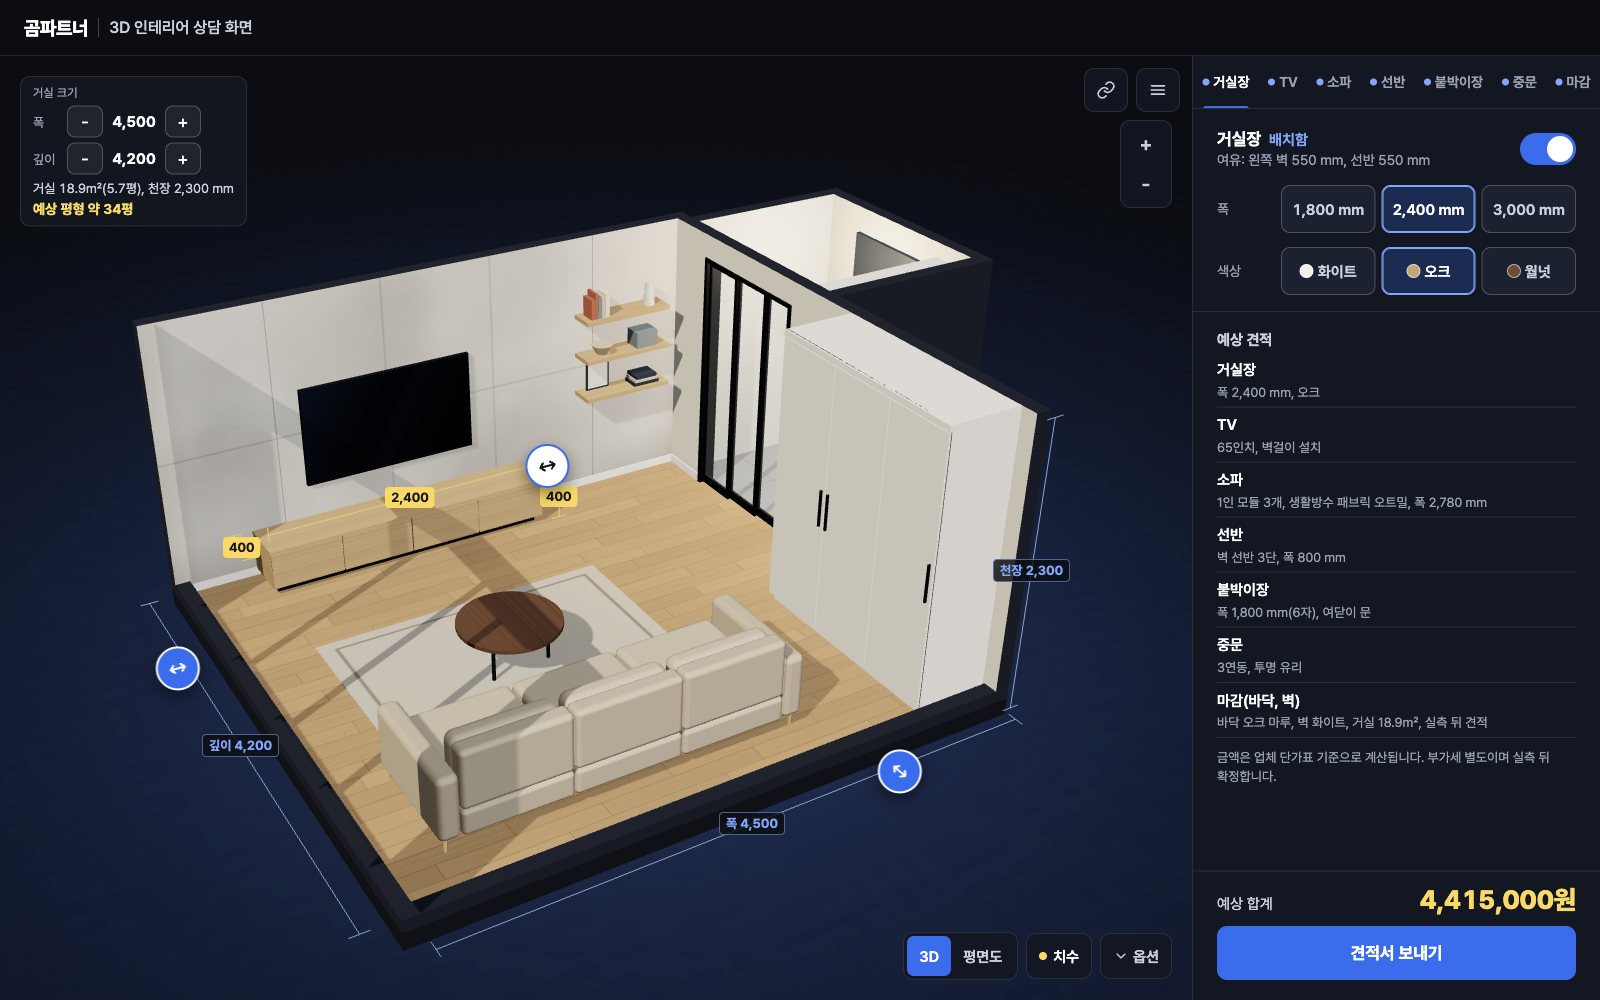 곰파트너
3D 인테리어 상담 화면
거실 크기
폭 - 4,500 +
깊이 - 4,200 +
거실 18.9m²(5.7평), 천장 2,300 mm
예상 평형 약 34평
+
-
2,400
400
400
천장 2,300
깊이 4,200
폭 4,500
3D
평면도
치수
옵션
거실장 TV 소파 선반 붙박이장 중문 마감
거실장 배치함
여유: 왼쪽 벽 550 mm, 선반 550 mm
폭 1,800 mm 2,400 mm 3,000 mm
색상 화이트 오크 월넛
예상 견적
거실장
폭 2,400 mm, 오크
TV
65인치, 벽걸이 설치
소파
1인 모듈 3개, 생활방수 패브릭 오트밀, 폭 2,780 mm
선반
벽 선반 3단, 폭 800 mm
붙박이장
폭 1,800 mm(6자), 여닫이 문
중문
3연동, 투명 유리
마감(바닥, 벽)
바닥 오크 마루, 벽 화이트, 거실 18.9m², 실측 뒤 견적
금액은 업체 단가표 기준으로 계산됩니다. 부가세 별도이며 실측 뒤
확정합니다.
예상 합계 4,415,000원
견적서 보내기